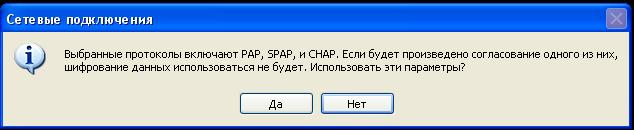 Сетевые подключения
Выбранные протоколы включают PAP, SPAP, и CHAP. Если будет произведено согласование одного из них,
шифрование данных использоваться не будет. Использовать эти параметры?
Да Нет